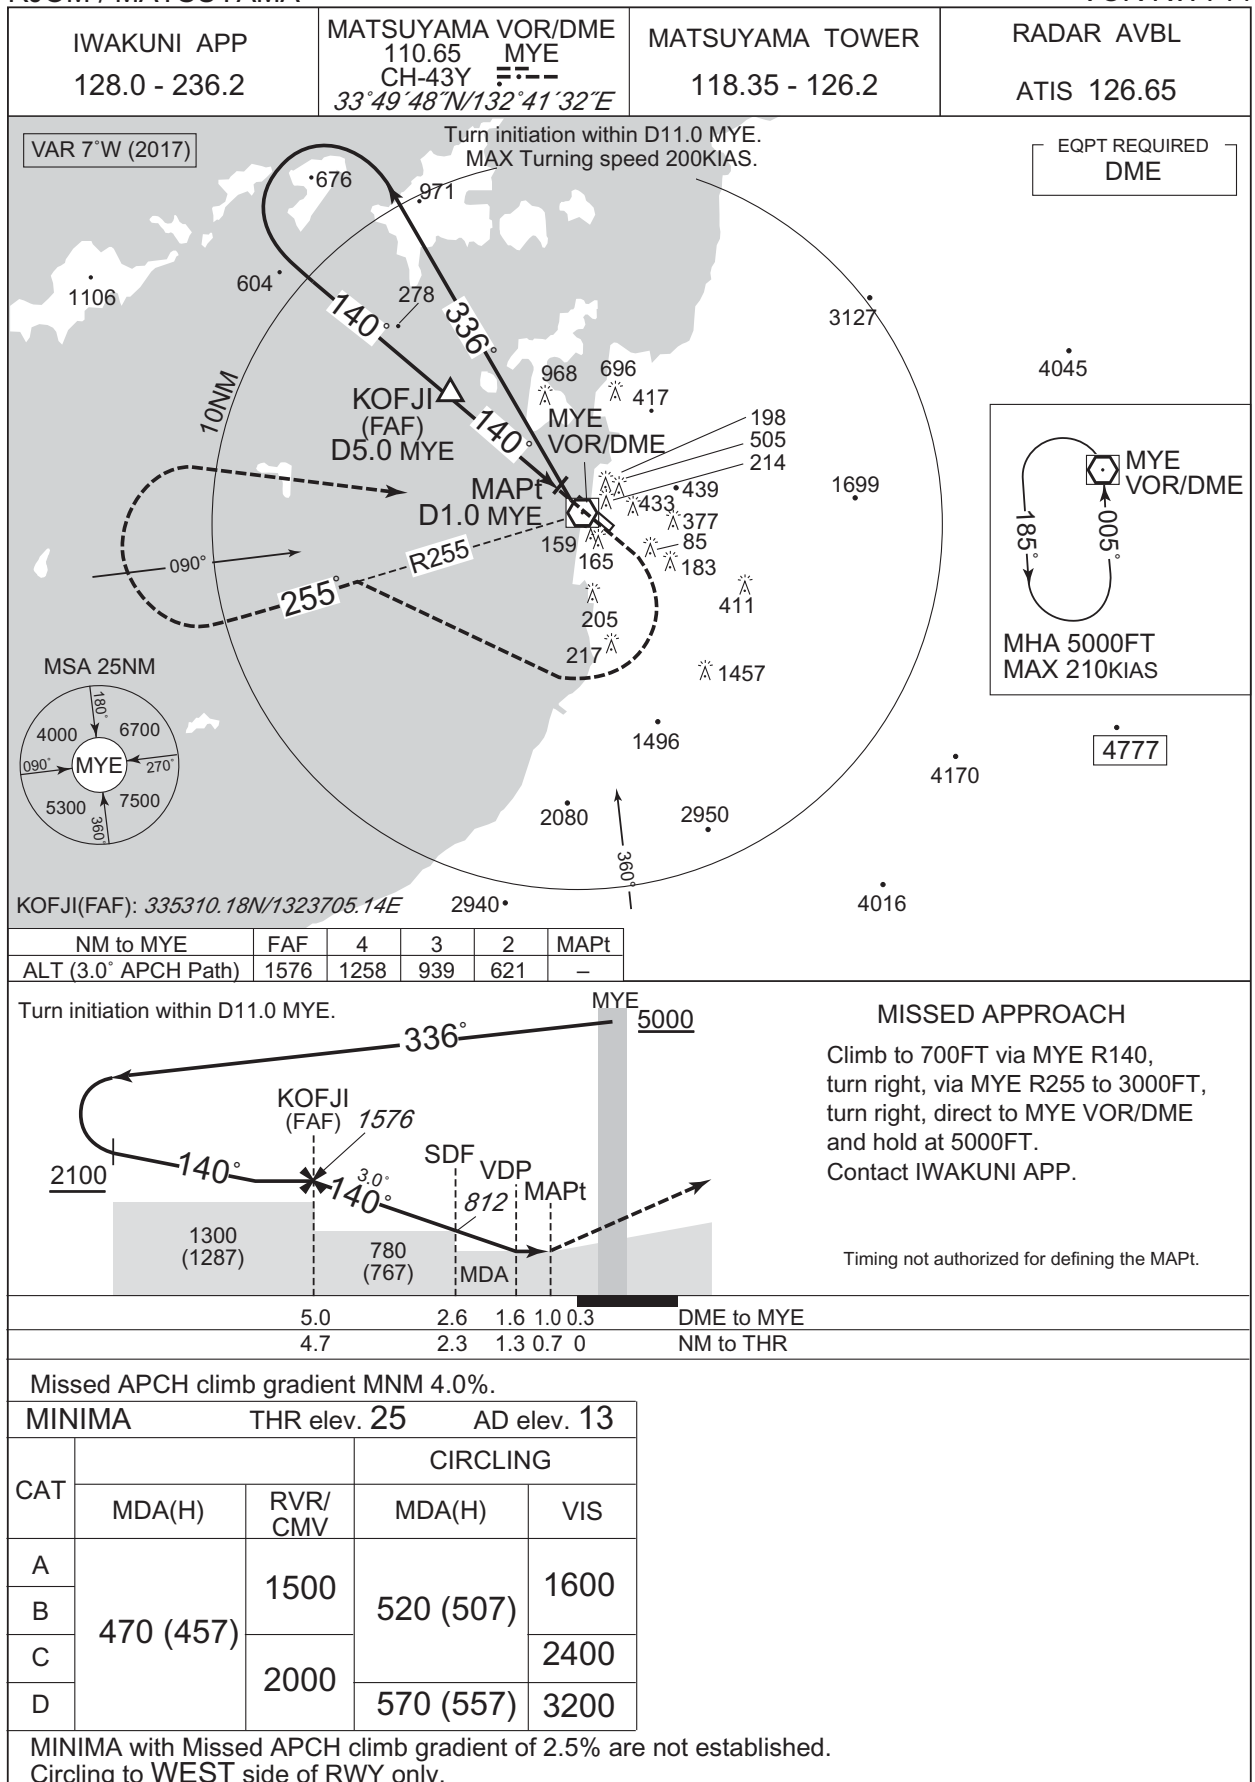 IWAKUNI APP
128.0 - 236.2
MATSUYAMA VOR/DME
110.65 MYE
CH-43Y
33°49´48˝N/132°41´32˝E
MATSUYAMA TOWER
118.35 - 126.2
RADAR AVBL
ATIS 126.65
VAR 7°W (2017)
Turn initiation within D11.0 MYE.
MAX Turning speed 200KIAS.
EQPT REQUIRED
DME
676
971
604
1106
278
140°
336°
3127
4045
10NM
968
696
417
KOFJI
(FAF)
D5.0 MYE
140°
MYE
VOR/DME
198
505
214
MAPt
D1.0 MYE
439
433
377
85
183
1699
159
165
R255
090°
255°
205
217
411
1457
MYE
VOR/DME
185°
005°
MHA 5000FT
MAX 210KIAS
MSA 25NM
180°
4000
6700
090°
MYE
270°
5300
7500
360°
1496
4777
4170
2080
2950
360°
KOFJI(FAF): 335310.18N/1323705.14E
2940
4016
NM to MYE FAF 4 3 2 MAPt
ALT (3.0° APCH Path) 1576 1258 939 621 –
Turn initiation within D11.0 MYE.
MYE
5000
336°
KOFJI
(FAF)
1576
2100
140°
3.0°
140°
SDF
812
VDP
MAPt
1300
(1287)
780
(767)
MDA
MISSED APPROACH
Climb to 700FT via MYE R140,
turn right, via MYE R255 to 3000FT,
turn right, direct to MYE VOR/DME
and hold at 5000FT.
Contact IWAKUNI APP.
Timing not authorized for defining the MAPt.
5.0 2.6 1.6 1.0 0.3 DME to MYE
4.7 2.3 1.3 0.7 0 NM to THR
Missed APCH climb gradient MNM 4.0%.
MINIMA THR elev. 25 AD elev. 13
CAT
CIRCLING
MDA(H) RVR/CMV MDA(H) VIS
A
B
C
D
470 (457)
1500
2000
520 (507)
570 (557)
1600
2400
3200
MINIMA with Missed APCH climb gradient of 2.5% are not established.
Circling to WEST side of RWY only.